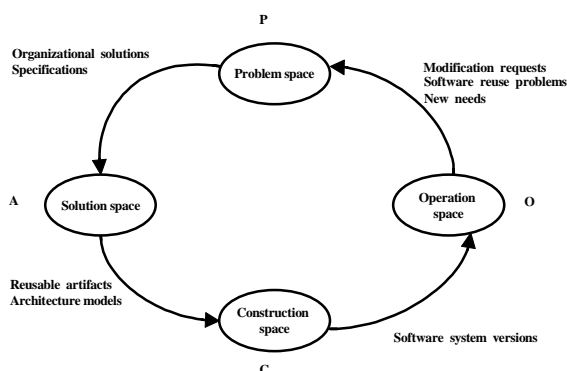 P
Organizational solutions
Specifications
Problem space
Modification requests
Software reuse problems
New needs
A
Solution space
Operation
space
O
Reusable artifacts
Architecture models
Construction
space
Software system versions
C